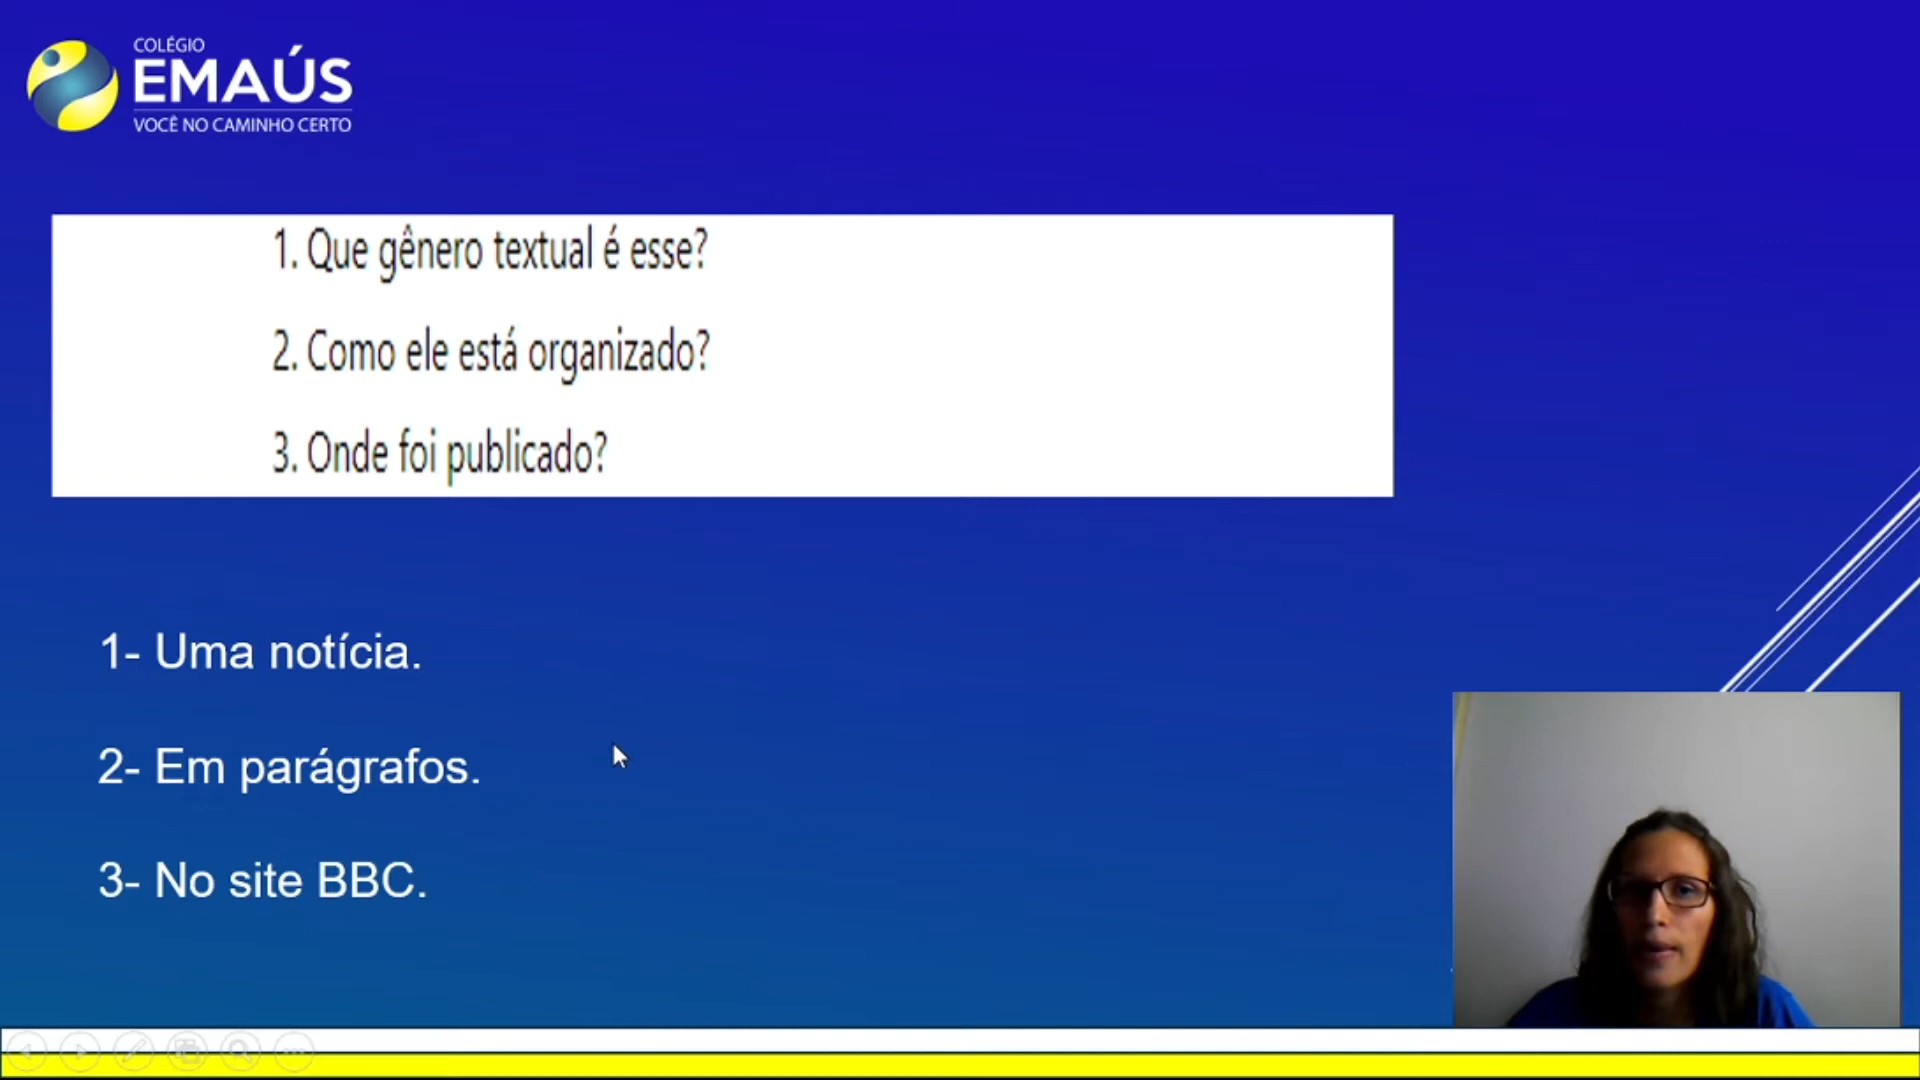 COLÉGIO
EMAÚS
VOCÊ NO CAMINHO CERTO
1. Que gênero textual é esse?
2. Como ele está organizado?
3. Onde foi publicado?
1- Uma notícia.
2- Em parágrafos.
3- No site BBC.